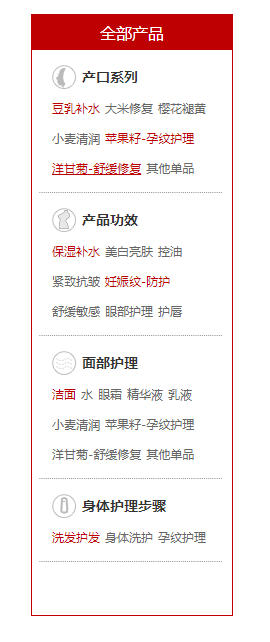 全部产品
产口系列
豆乳补水 大米修复 樱花褪黄
小麦清润 苹果籽-孕纹护理
洋甘菊-舒缓修复 其他单品
产品功效
保湿补水 美白亮肤 控油
紧致抗皱 妊娠纹-防护
舒缓敏感 眼部护理 护唇
面部护理
洁面 水 眼霜 精华液 乳液
小麦清润 苹果籽-孕纹护理
洋甘菊-舒缓修复 其他单品
身体护理步骤
洗发护发 身体洗护 孕纹护理